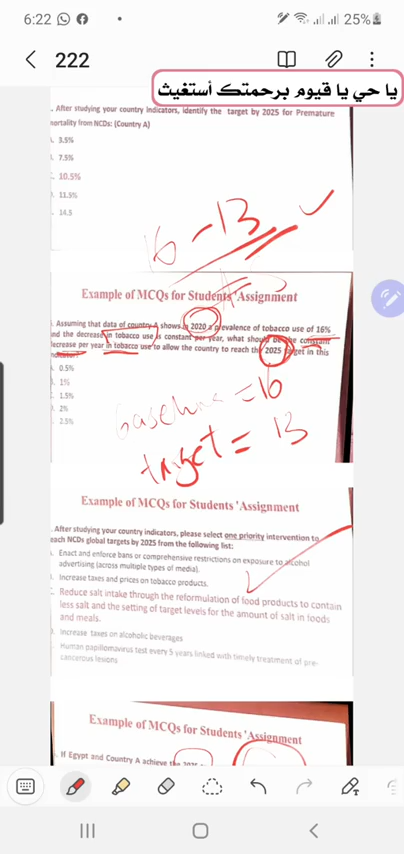 6:22
25%
222
يا حي يا قيوم برحمتك أستغيث
. After studying your country indicators, identify the target by 2025 for Premature
mortality from NCDs: (Country A)
3.5%
7.5%
10.5%
11.5%
14.5
16-13
Example of MCQs for Students 'Assignment
. Assuming that data of country A shows in 2020 a prevalence of tobacco use of 16%
and the decrease in tobacco use is constant per year, what should be the constant
decrease per year in tobacco use to allow the country to reach the 2025 target in this
0.5%
1%
1.5%
2%
2.5%
baseline = 16
target = 13
Example of MCQs for Students 'Assignment
. After studying your country indicators, please select one priority intervention to
each NCDs global targets by 2025 from the following list:
Enact and enforce bans or comprehensive restrictions on exposure to alcohol
advertising (across multiple types of media).
Increase taxes and prices on tobacco products.
Reduce salt intake through the reformulation of food products to contain
less salt and the setting of target levels for the amount of salt in foods
and meals.
Increase taxes on alcoholic beverages
Human papillomavirus test every 5 years linked with timely treatment of pre-
cancerous lesions
Example of MCQs for Students 'Assignment
. If Egypt and Country A achieve the 2025